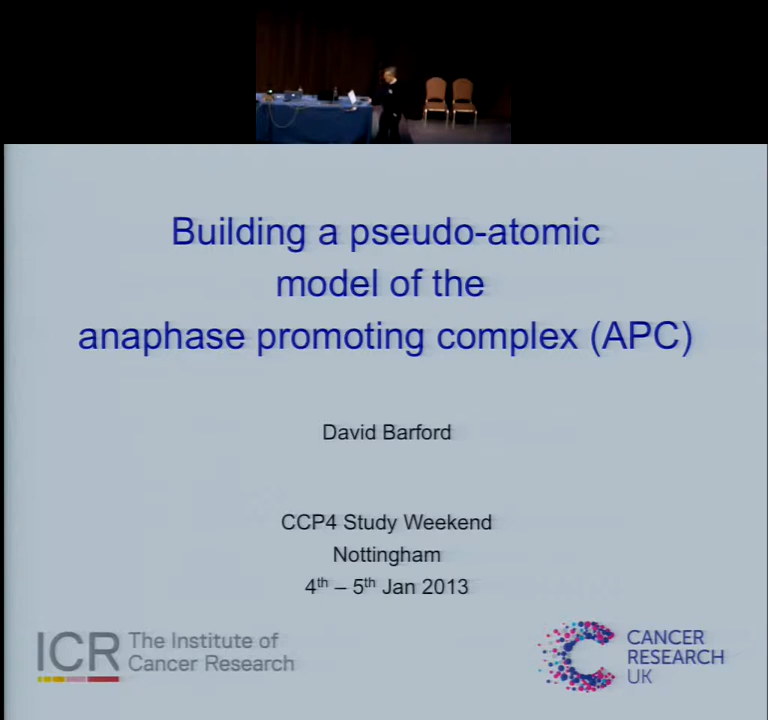 Building a pseudo-atomic
model of the
anaphase promoting complex (APC)
David Barford
CCP4 Study Weekend
Nottingham
4th – 5th Jan 2013
ICR The Institute of
Cancer Research
CANCER
RESEARCH
UK